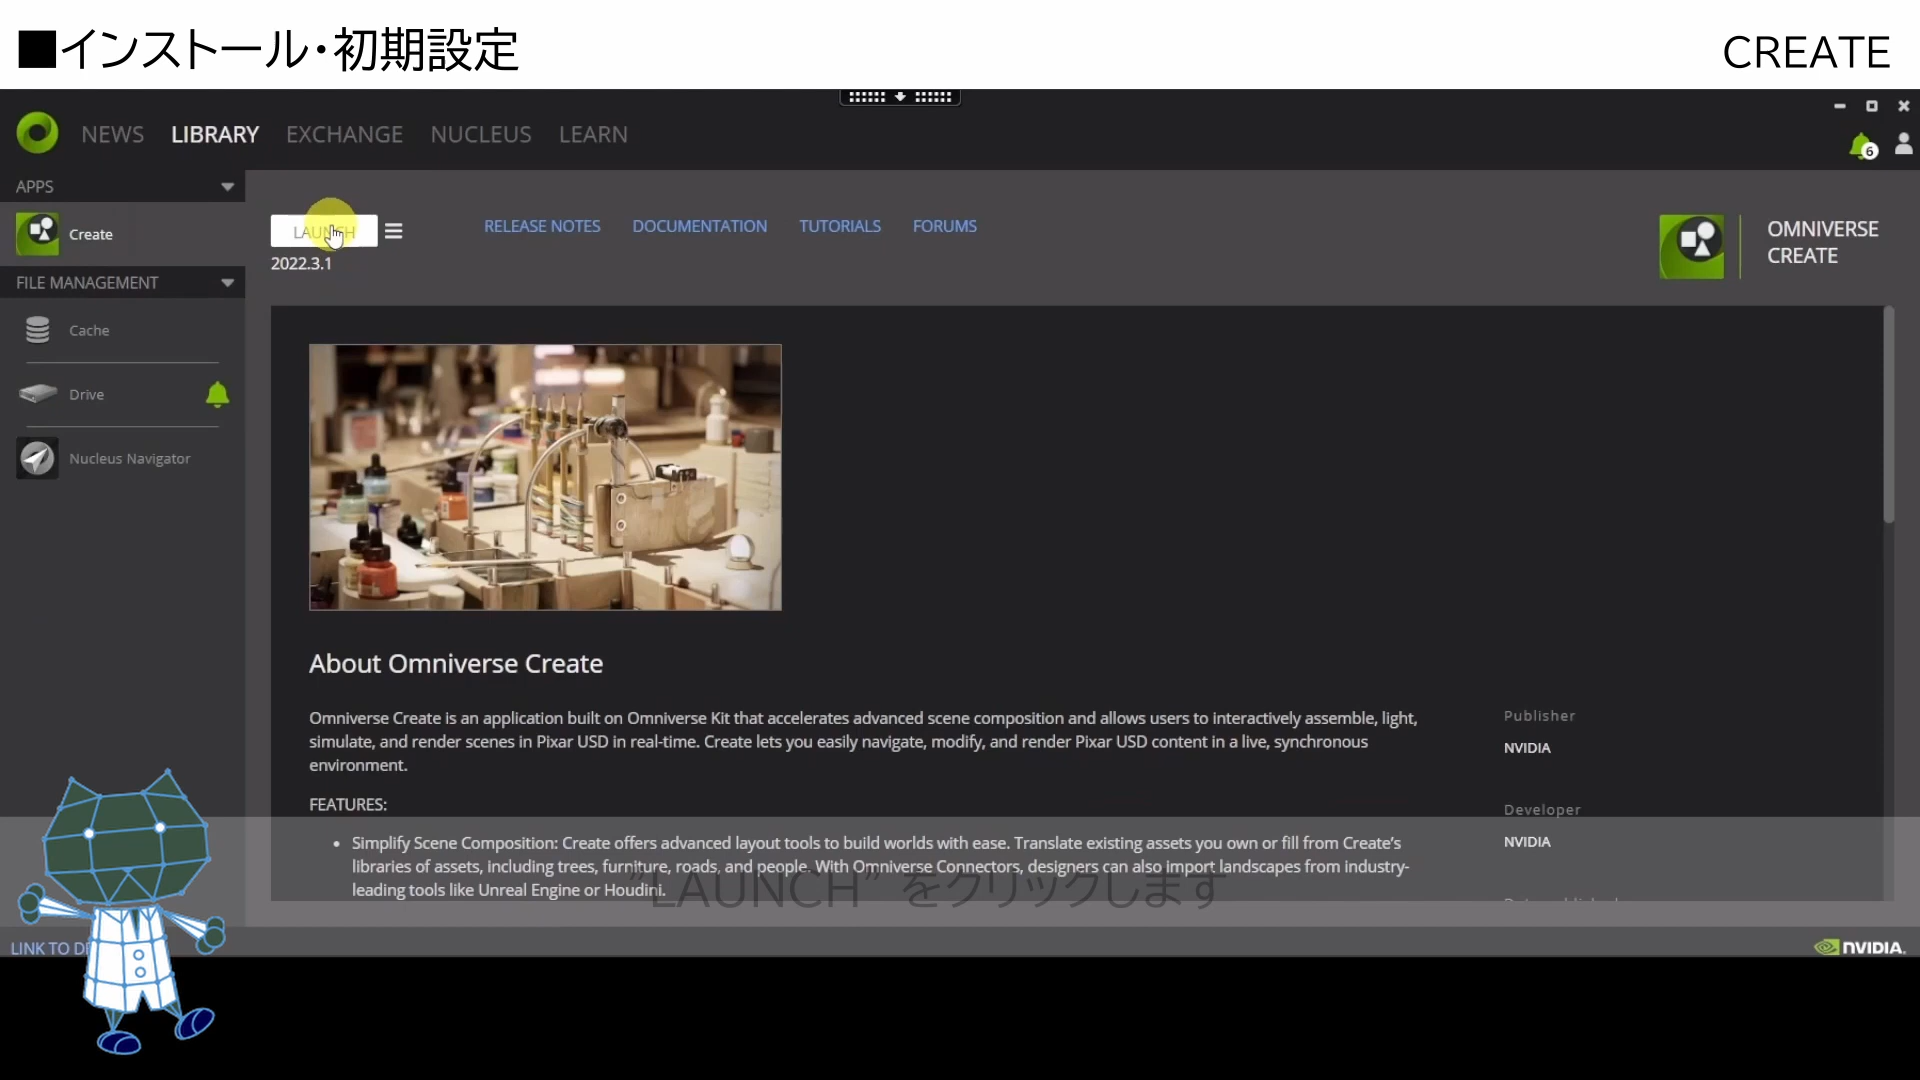 ■インストール・初期設定
CREATE
NEWS LIBRARY EXCHANGE NUCLEUS LEARN
6
APPS
Create
FILE MANAGEMENT
Cache
Drive
Nucleus Navigator
LAUNCH
2022.3.1
RELEASE NOTES DOCUMENTATION TUTORIALS FORUMS
OMNIVERSE
CREATE
About Omniverse Create
Omniverse Create is an application built on Omniverse Kit that accelerates advanced scene composition and allows users to interactively assemble, light,
simulate, and render scenes in Pixar USD in real-time. Create lets you easily navigate, modify, and render Pixar USD content in a live, synchronous
environment.
FEATURES:
• Simplify Scene Composition: Create offers advanced layout tools to build worlds with ease. Translate existing assets you own or fill from Create's
libraries of assets, including trees, furniture, roads, and people. With Omniverse Connectors, designers can also import landscapes from industry-
leading tools like Unreal Engine or Houdini.
Publisher
NVIDIA
Developer
NVIDIA
"LAUNCH" をクリックします
LINK TO
NVIDIA.